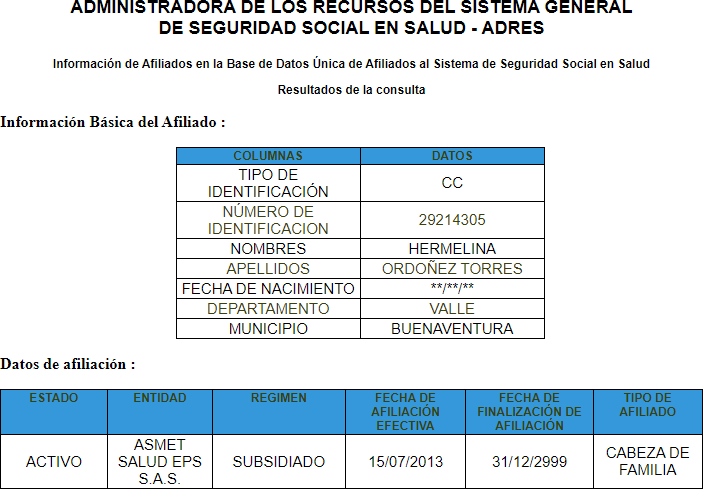 ADMINISTRADORA DE LOS RECURSOS DEL SISTEMA GENERAL
DE SEGURIDAD SOCIAL EN SALUD - ADRES
Información de Afiliados en la Base de Datos Única de Afiliados al Sistema de Seguridad Social en Salud
Resultados de la consulta
Información Básica del Afiliado :
COLUMNAS DATOS
TIPO DE
IDENTIFICACIÓN CC
NÚMERO DE
IDENTIFICACION 29214305
NOMBRES HERMELINA
APELLIDOS ORDOÑEZ TORRES
FECHA DE NACIMIENTO **/**/**
DEPARTAMENTO VALLE
MUNICIPIO BUENAVENTURA
Datos de afiliación :
ESTADO ENTIDAD REGIMEN FECHA DE AFILIACIÓN EFECTIVA FECHA DE FINALIZACIÓN DE AFILIACIÓN TIPO DE AFILIADO
ACTIVO ASMET SALUD EPS S.A.S. SUBSIDIADO 15/07/2013 31/12/2999 CABEZA DE FAMILIA